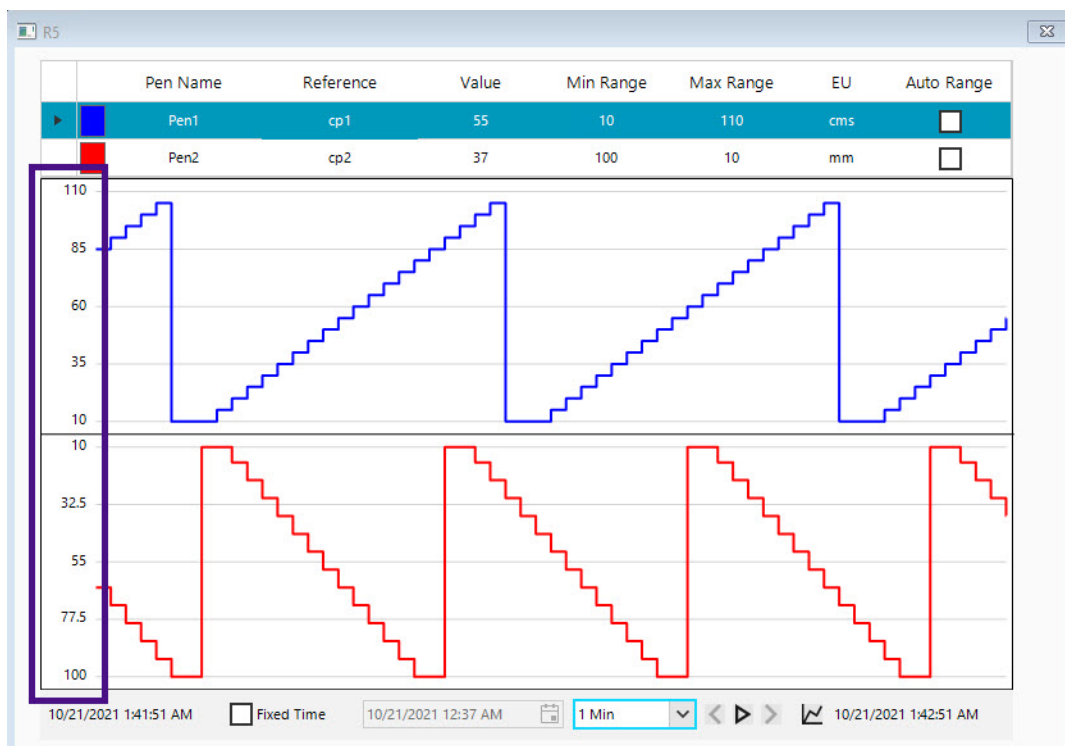 R5
Pen Name Reference Value Min Range Max Range EU Auto Range
Pen1 cp1 55 10 110 cms
Pen2 cp2 37 100 10 mm
110
85
60
35
10
10
32.5
55
77.5
100
10/21/2021 1:41:51 AM Fixed Time 10/21/2021 12:37 AM 1 Min 10/21/2021 1:42:51 AM